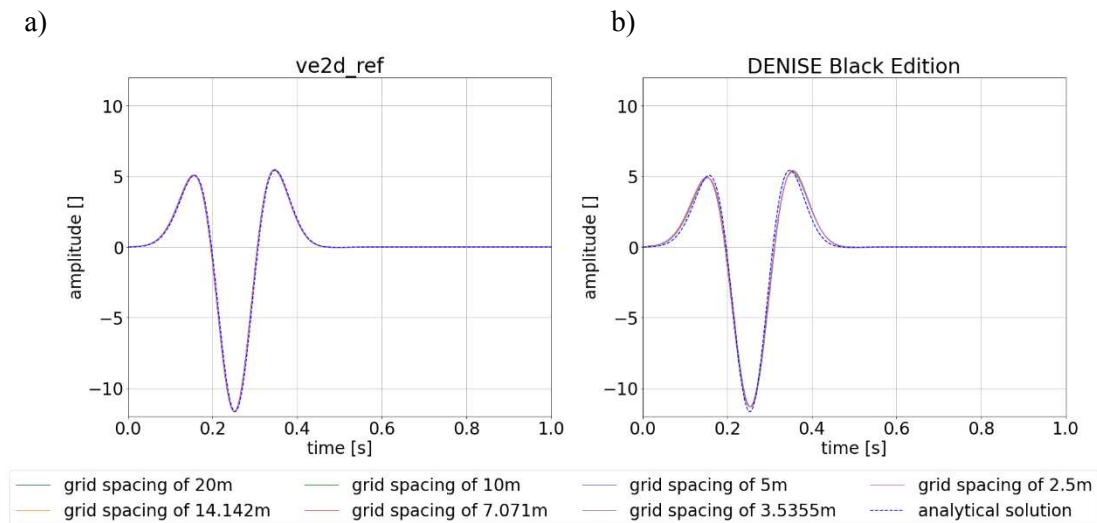 a)
b)
ve2d_ref
DENISE Black Edition
10
5
0
−5
−10
amplitude []
0.0 0.2 0.4 0.6 0.8 1.0
time [s]
10
5
0
−5
−10
amplitude []
0.0 0.2 0.4 0.6 0.8 1.0
time [s]
grid spacing of 20m
grid spacing of 10m
grid spacing of 5m
grid spacing of 2.5m
grid spacing of 14.142m
grid spacing of 7.071m
grid spacing of 3.5355m
analytical solution